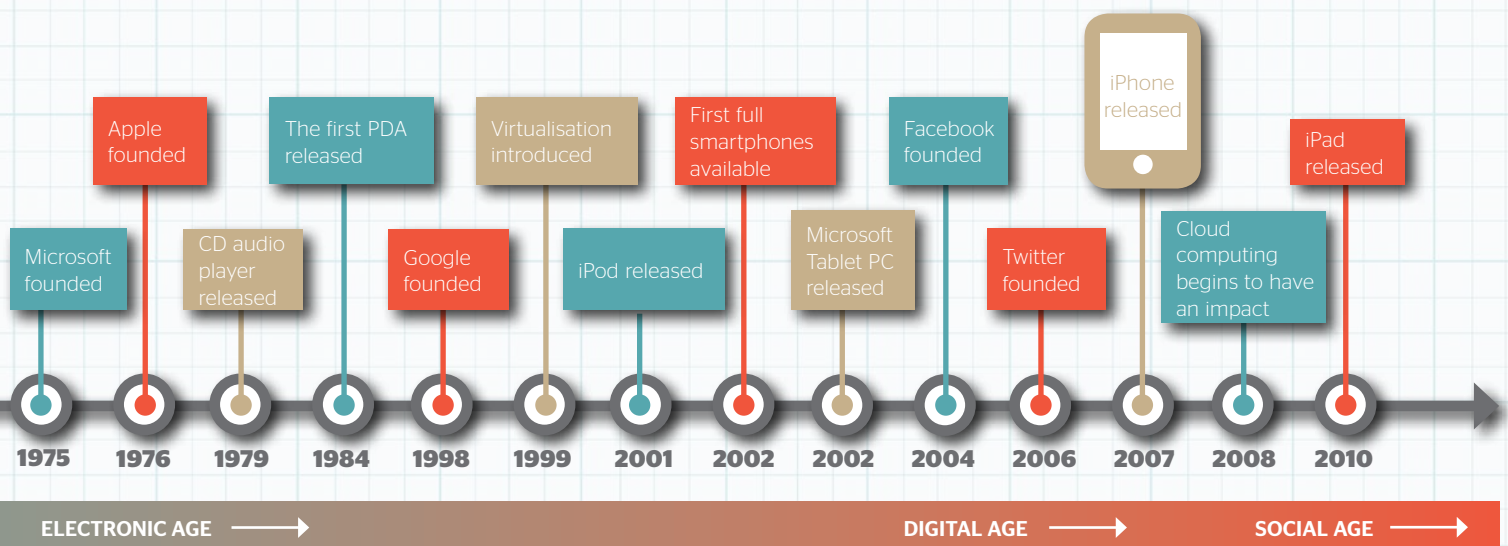 iPhone
released
Apple
founded
The first PDA
released
Virtualisation
introduced
First full
smartphones
available
Facebook
founded
iPad
released
Microsoft
founded
CD audio
player
released
Google
founded
iPod released
Microsoft
Tablet PC
released
Twitter
founded
Cloud
computing
begins to have
an impact
1975 1976 1979 1984 1998 1999 2001 2002 2002 2004 2006 2007 2008 2010
ELECTRONIC AGE DIGITAL AGE SOCIAL AGE